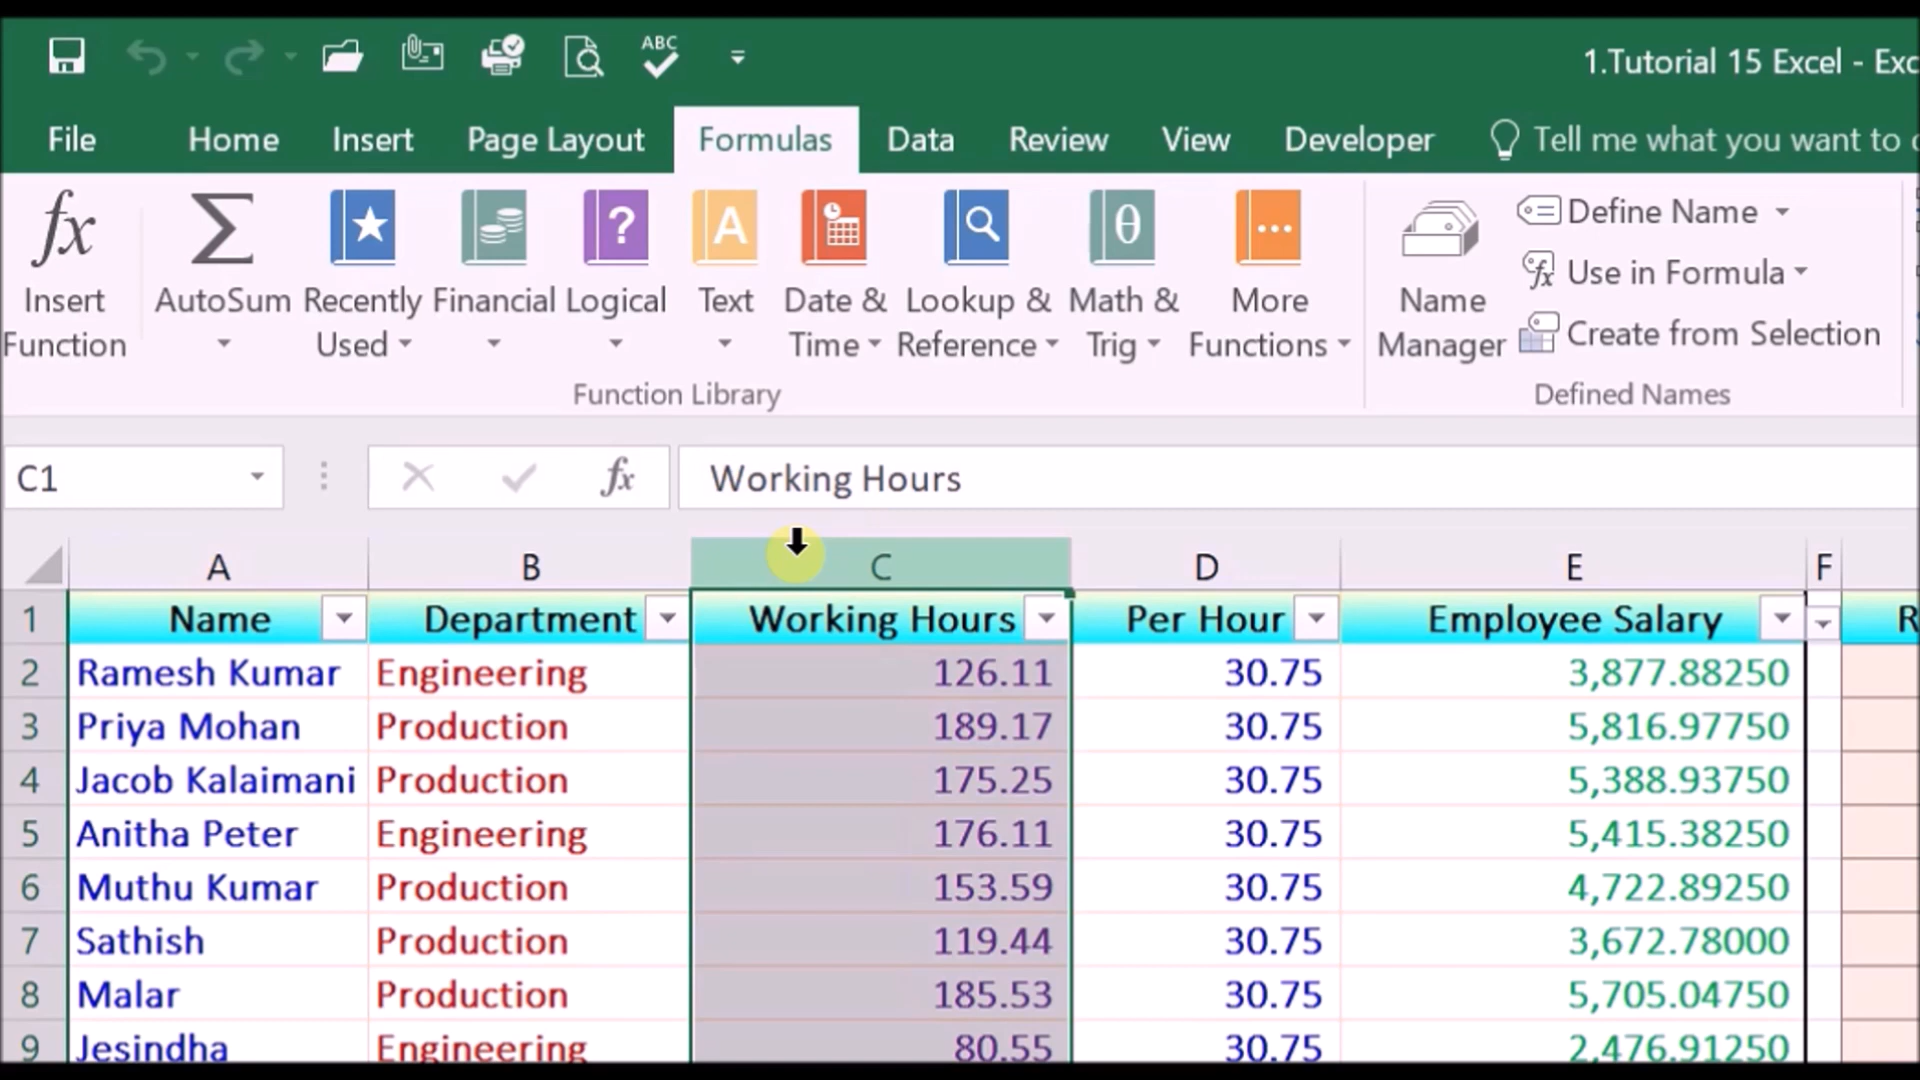 ABC
1.Tutorial 15 Excel - Exc
File Home Insert Page Layout Formulas Data Review View Developer Tell me what you want to
fx Insert Function
AutoSum
Recently Used
Financial
Logical
A Text
Date & Time
Lookup & Reference
θ Math & Trig
More Functions
Function Library
Name Manager
Define Name
Use in Formula
Create from Selection
Defined Names
C1 fx Working Hours
A B C D E F
1 Name Department Working Hours Per Hour Employee Salary R
2 Ramesh Kumar Engineering 126.11 30.75 3,877.88250
3 Priya Mohan Production 189.17 30.75 5,816.97750
4 Jacob Kalaimani Production 175.25 30.75 5,388.93750
5 Anitha Peter Engineering 176.11 30.75 5,415.38250
6 Muthu Kumar Production 153.59 30.75 4,722.89250
7 Sathish Production 119.44 30.75 3,672.78000
8 Malar Production 185.53 30.75 5,705.04750
9 Jesindha Engineering 80.55 30.75 2,476.91250